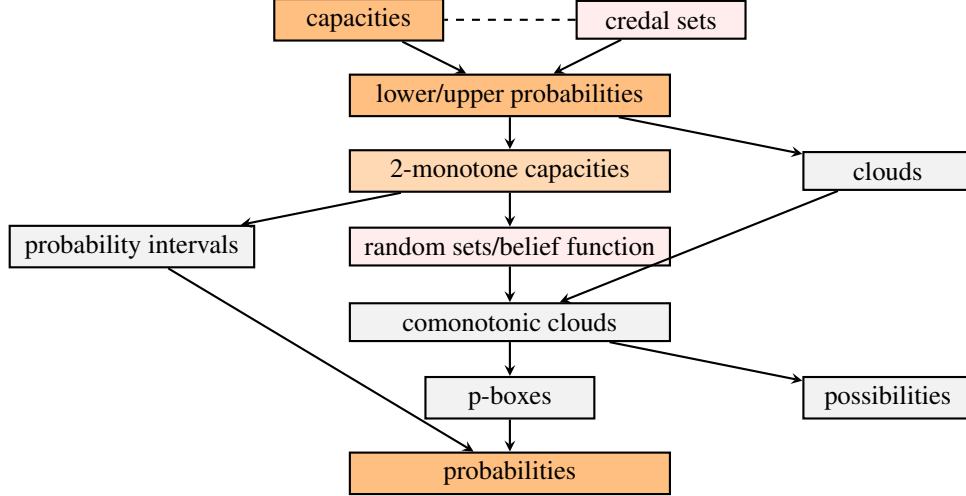 capacities
credal sets
lower/upper probabilities
2-monotone capacities
clouds
probability intervals
random sets/belief function
comonotonic clouds
p-boxes
possibilities
probabilities